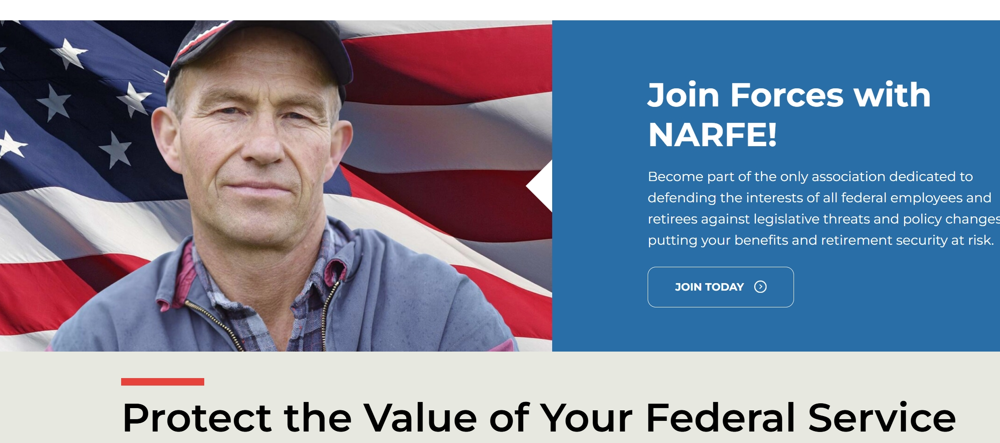 Join Forces with
NARFE!
Become part of the only association dedicated to
defending the interests of all federal employees and
retirees against legislative threats and policy changes
putting your benefits and retirement security at risk.
JOIN TODAY
Protect the Value of Your Federal Service